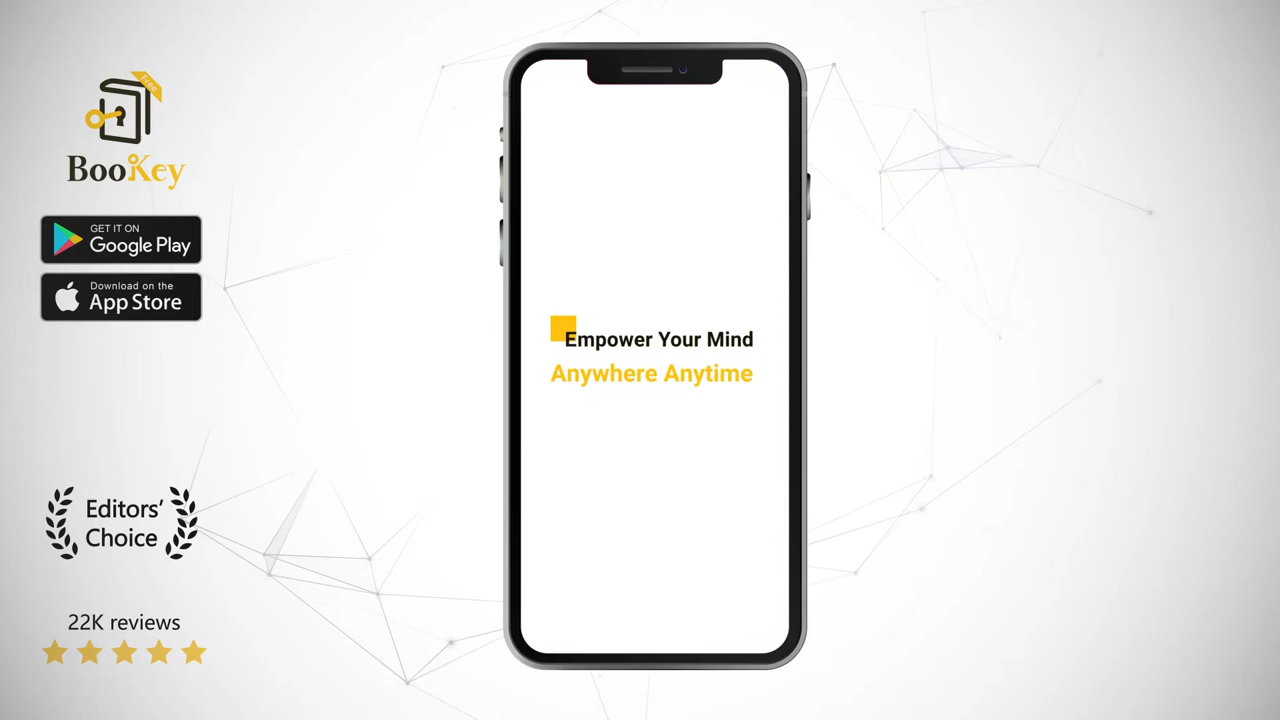 Free
BooKey
GET IT ON
Google Play
Download on the
App Store
Editors’
Choice
22K reviews
Empower Your Mind
Anywhere Anytime